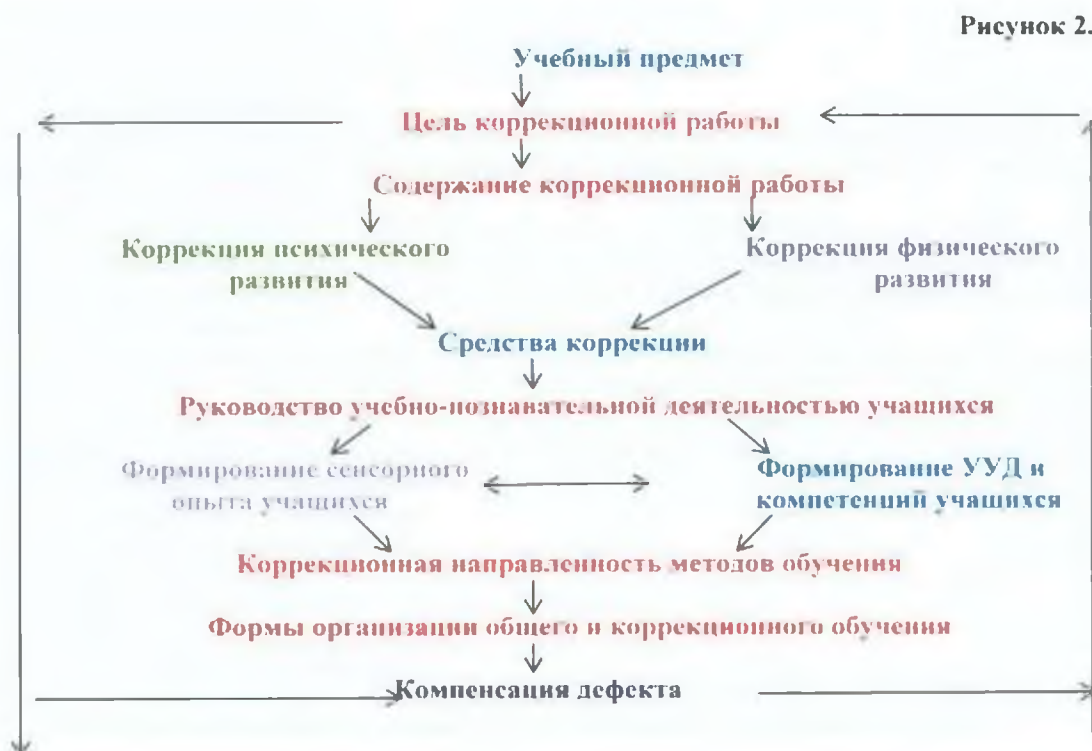 Рисунок 2.
Учебный предмет
Цель коррекционной работы
Содержание коррекционной работы
Коррекция психического
развития
Коррекция физического
развития
Средства коррекции
Руководство учебно-познавательной деятельностью учащихся
Формирование сенсорного
опыта учащихся
Формирование УУД и
компетенций учащихся
Коррекционная направленность методов обучения
Формы организации общего и коррекционного обучения
Компенсация дефекта